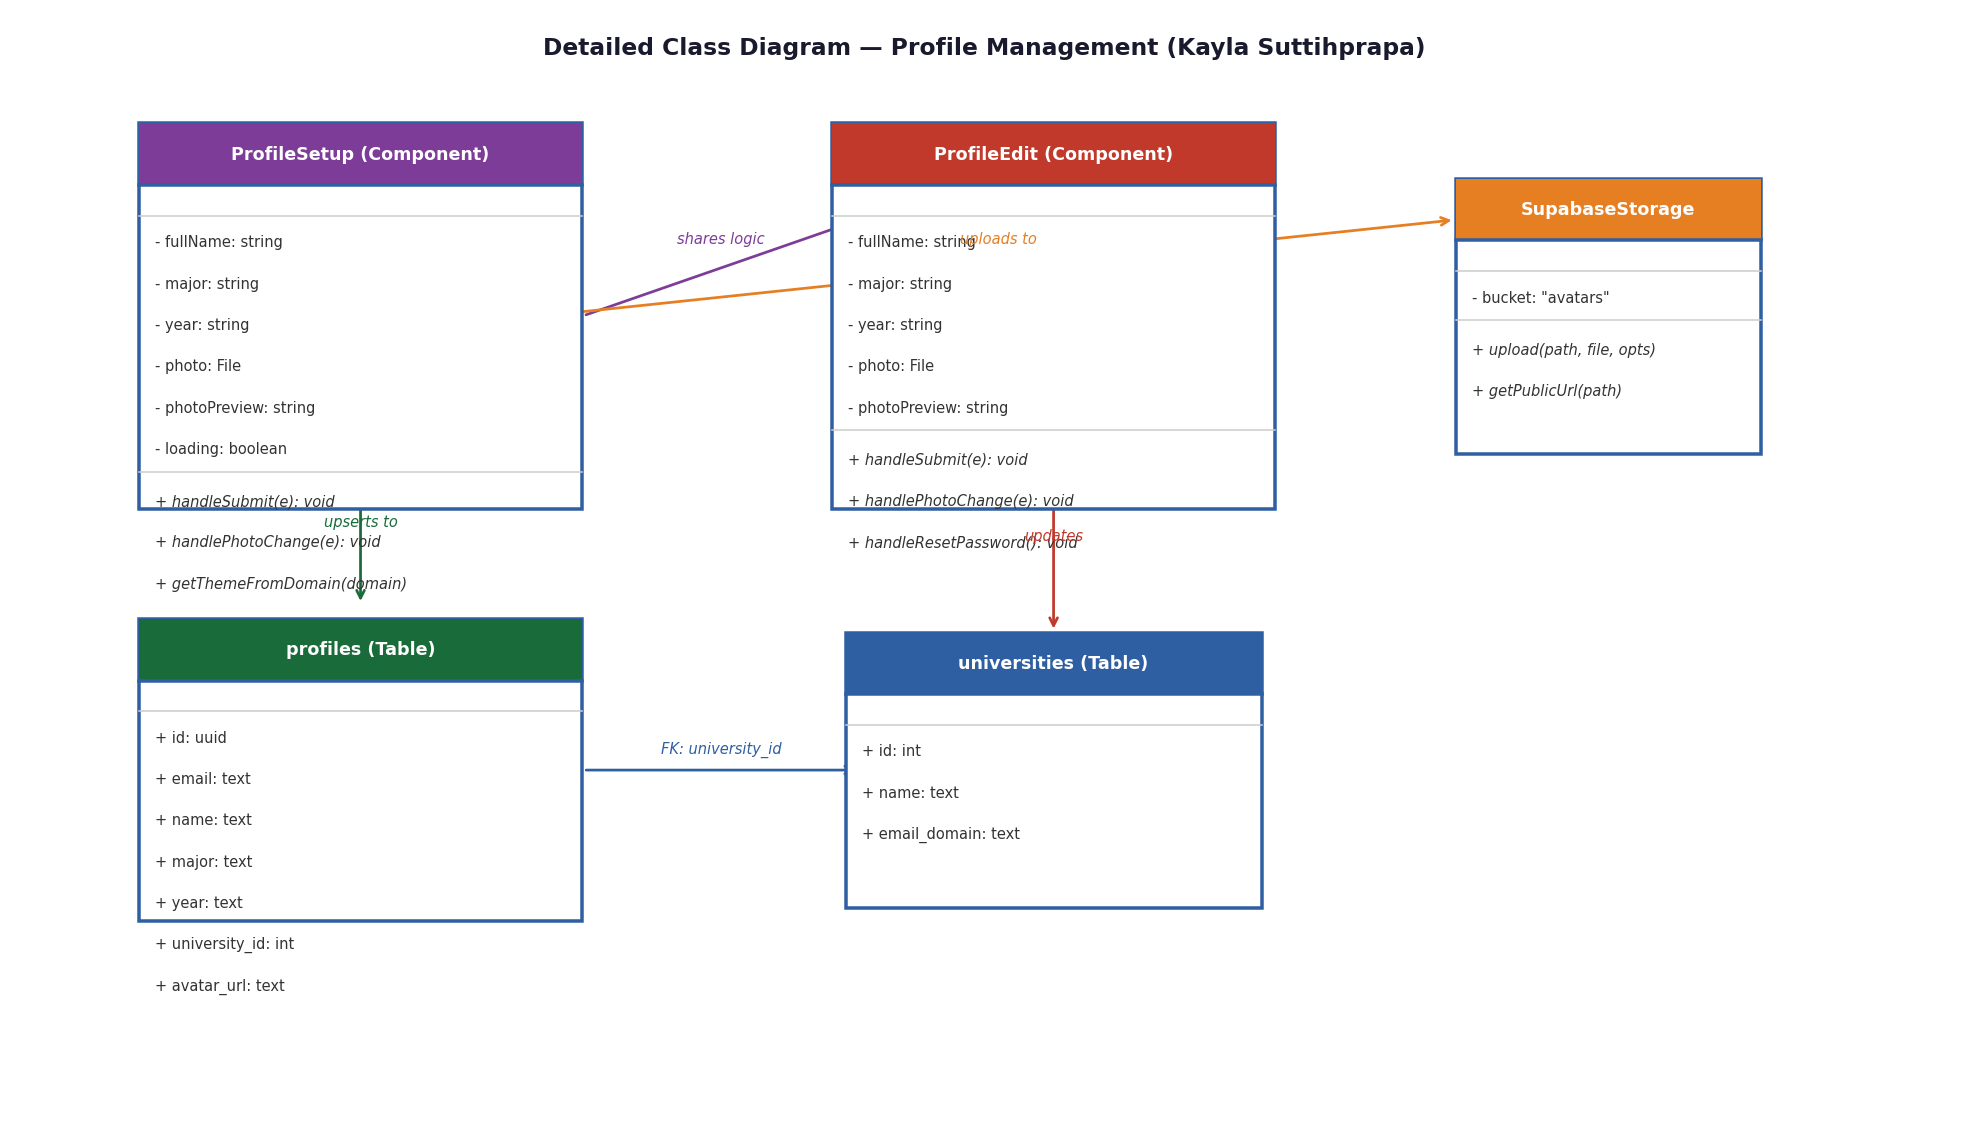 Detailed Class Diagram — Profile Management (Kayla Suttihprapa)
ProfileSetup (Component)
- fullName: string
- major: string
- year: string
- photo: File
- photoPreview: string
- loading: boolean
+ handleSubmit(e): void
+ handlePhotoChange(e): void
+ getThemeFromDomain(domain)
shares logic
ProfileEdit (Component)
- fullName: string
- major: string
- year: string
- photo: File
- photoPreview: string
+ handleSubmit(e): void
+ handlePhotoChange(e): void
+ handleResetPassword(): void
uploads to
SupabaseStorage
- bucket: "avatars"
+ upload(path, file, opts)
+ getPublicUrl(path)
upserts to
updates
profiles (Table)
+ id: uuid
+ email: text
+ name: text
+ major: text
+ year: text
+ university_id: int
+ avatar_url: text
FK: university_id
universities (Table)
+ id: int
+ name: text
+ email_domain: text